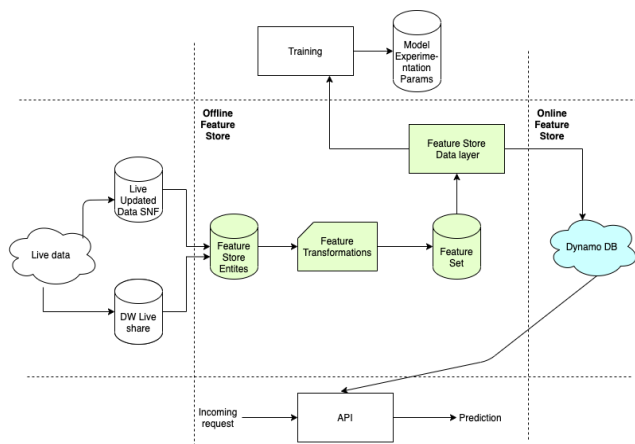 Training
Model
Experime-
ntation
Params
Offline
Feature
Store
Online
Feature
Store
Feature Store
Data layer
Live
Updated
Data SNF
Live data
Feature
Store
Entites
Feature
Transformations
Feature
Set
Dynamo DB
DW Live
share
Incoming
request
API
Prediction